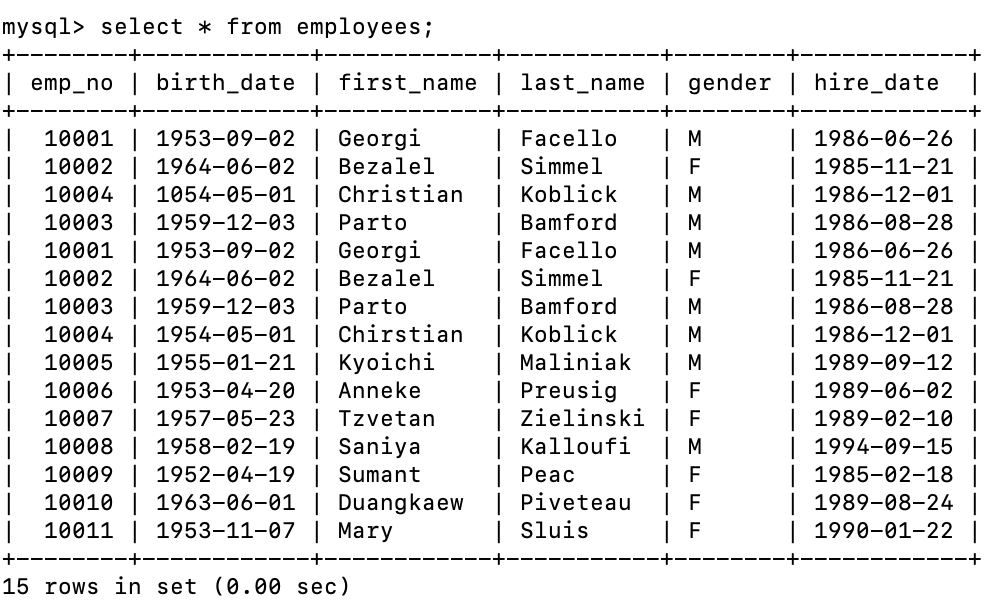 mysql> select * from employees;
+--------+------------+------------+-----------+--------+------------+
| emp_no | birth_date | first_name | last_name | gender | hire_date  |
+--------+------------+------------+-----------+--------+------------+
|  10001 | 1953-09-02 | Georgi     | Facello   | M      | 1986-06-26 |
|  10002 | 1964-06-02 | Bezalel    | Simmel    | F      | 1985-11-21 |
|  10004 | 1054-05-01 | Christian  | Koblick   | M      | 1986-12-01 |
|  10003 | 1959-12-03 | Parto      | Bamford   | M      | 1986-08-28 |
|  10001 | 1953-09-02 | Georgi     | Facello   | M      | 1986-06-26 |
|  10002 | 1964-06-02 | Bezalel    | Simmel    | F      | 1985-11-21 |
|  10003 | 1959-12-03 | Parto      | Bamford   | M      | 1986-08-28 |
|  10004 | 1954-05-01 | Chirstian  | Koblick   | M      | 1986-12-01 |
|  10005 | 1955-01-21 | Kyoichi    | Maliniak  | M      | 1989-09-12 |
|  10006 | 1953-04-20 | Anneke     | Preusig   | F      | 1989-06-02 |
|  10007 | 1957-05-23 | Tzvetan    | Zielinski | F      | 1989-02-10 |
|  10008 | 1958-02-19 | Saniya     | Kalloufi  | M      | 1994-09-15 |
|  10009 | 1952-04-19 | Sumant     | Peac      | F      | 1985-02-18 |
|  10010 | 1963-06-01 | Duangkaew  | Piveteau  | F      | 1989-08-24 |
|  10011 | 1953-11-07 | Mary       | Sluis     | F      | 1990-01-22 |
+--------+------------+------------+-----------+--------+------------+
15 rows in set (0.00 sec)